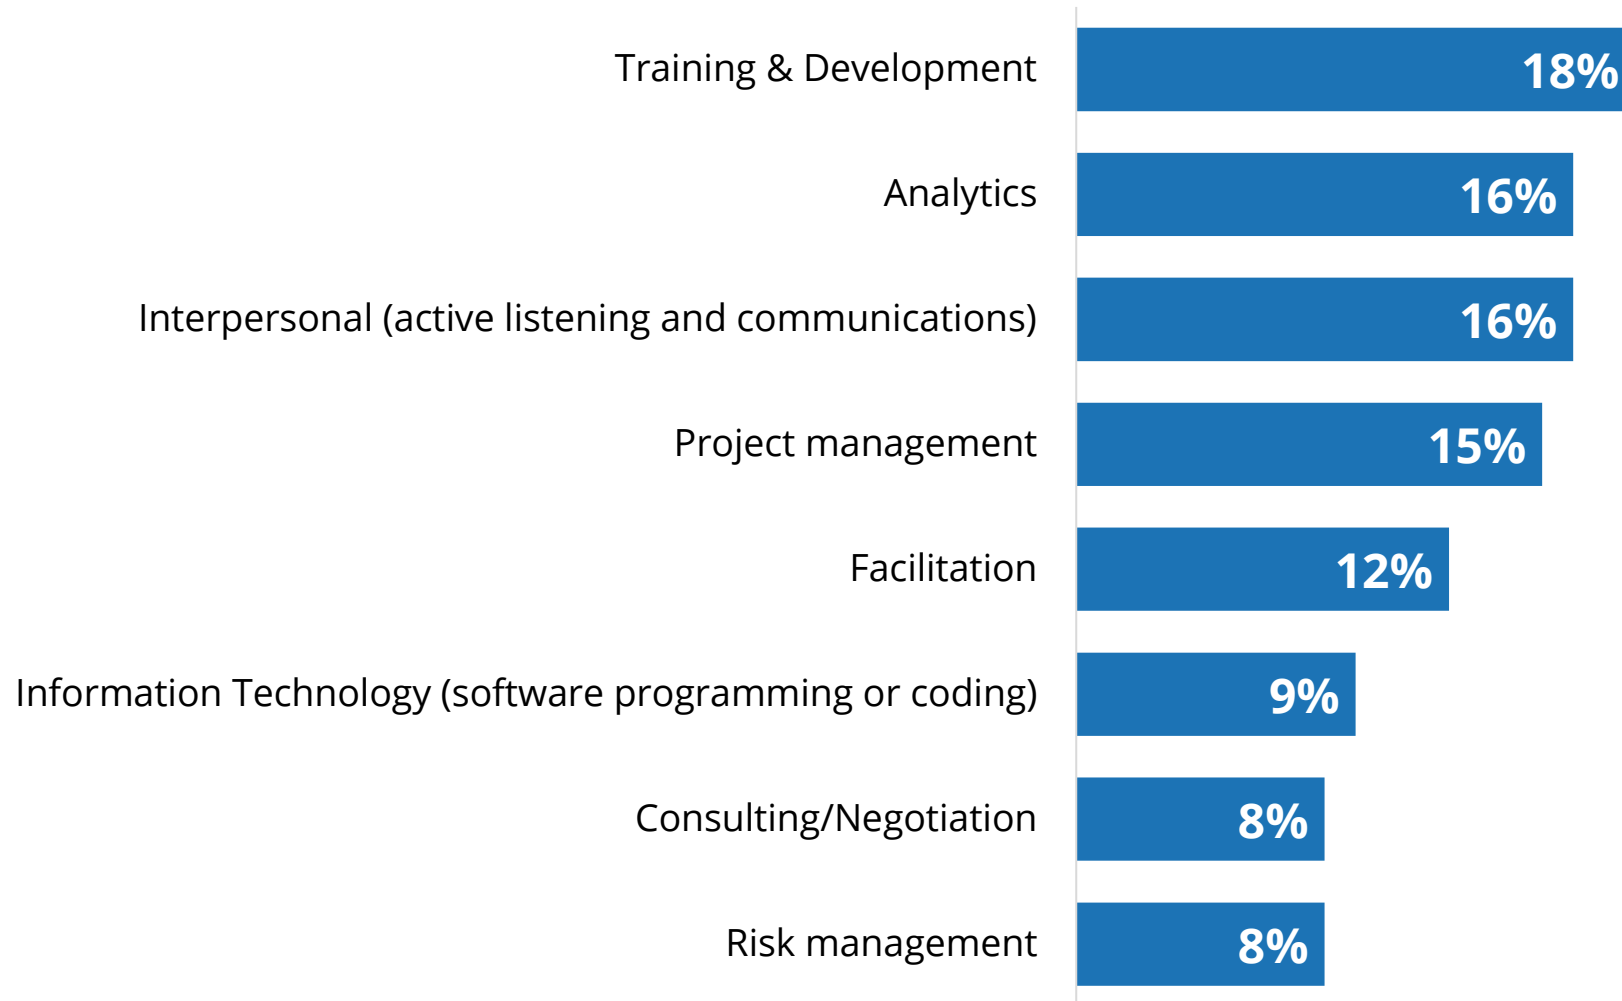 Training & Development 18%
Analytics 16%
Interpersonal (active listening and communications) 16%
Project management 15%
Facilitation 12%
Information Technology (software programming or coding) 9%
Consulting/Negotiation 8%
Risk management 8%